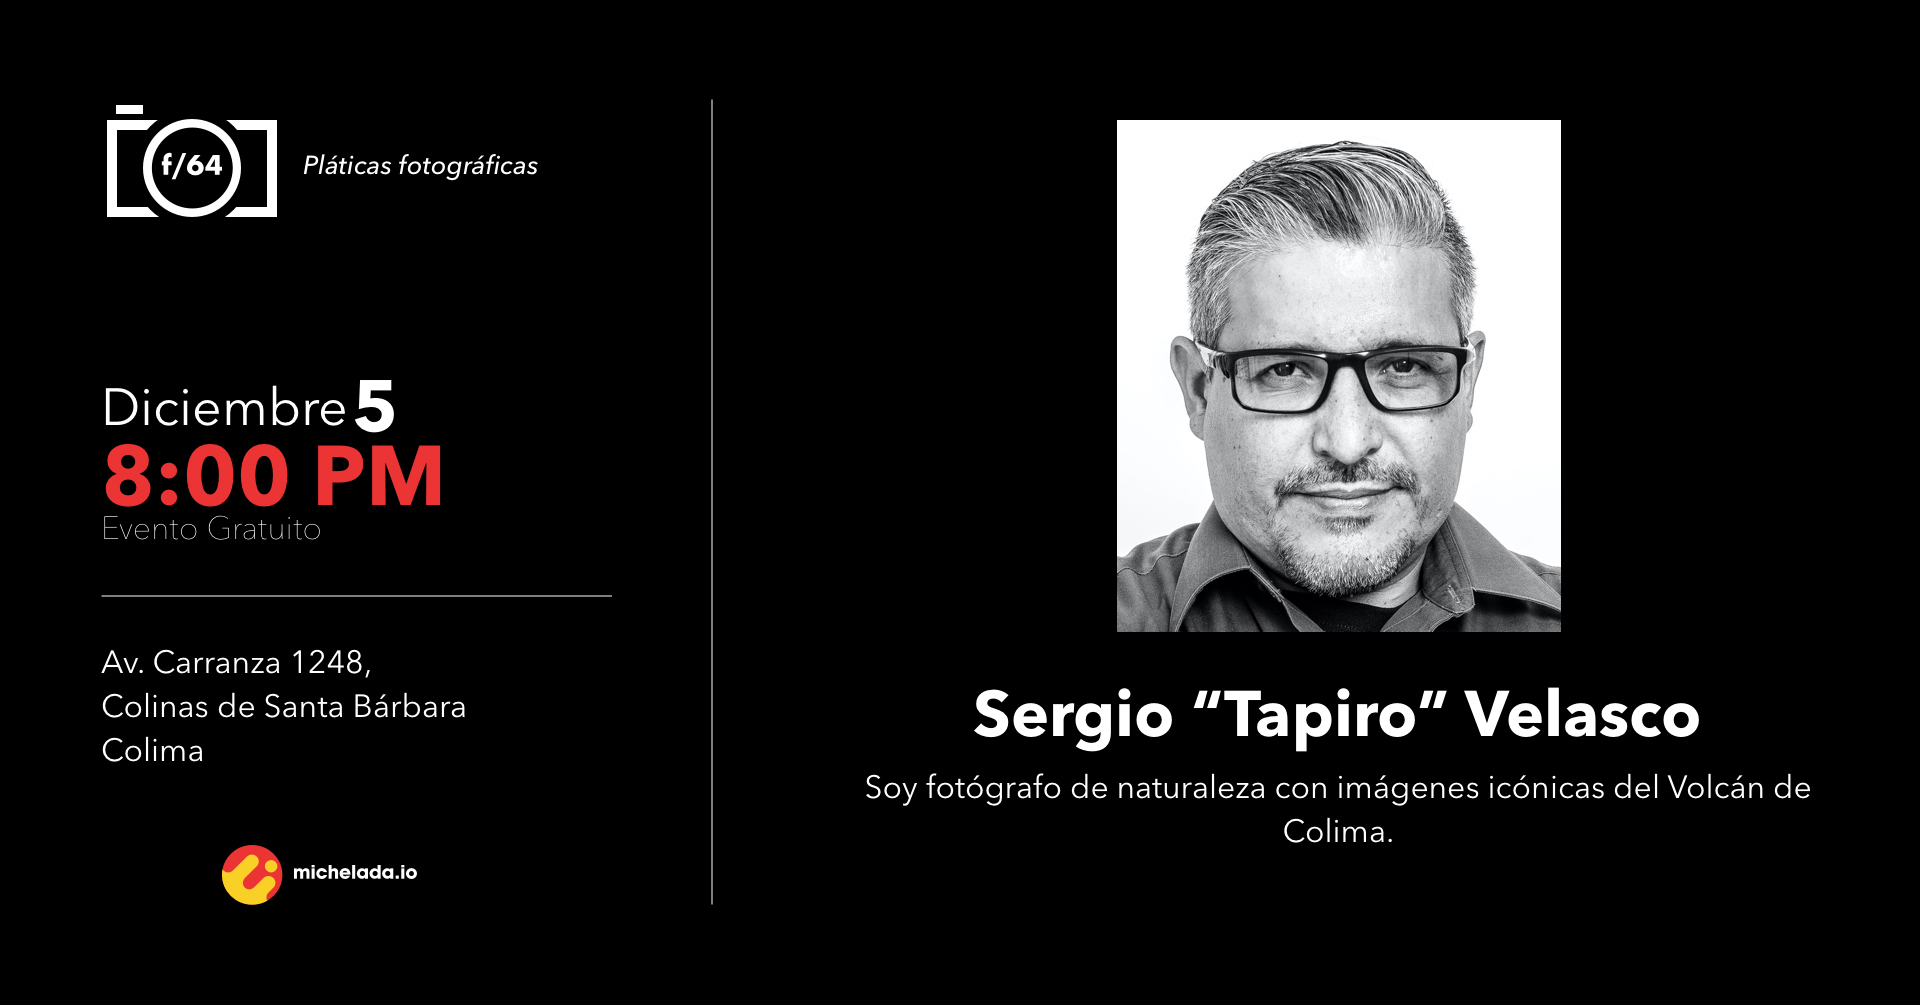 f/64
Pláticas fotográficas
Diciembre 5
8:00 PM
Evento Gratuito
Av. Carranza 1248,
Colinas de Santa Bárbara
Colima
michelada.io
Sergio “Tapiro” Velasco
Soy fotógrafo de naturaleza con imágenes icónicas del Volcán de
Colima.